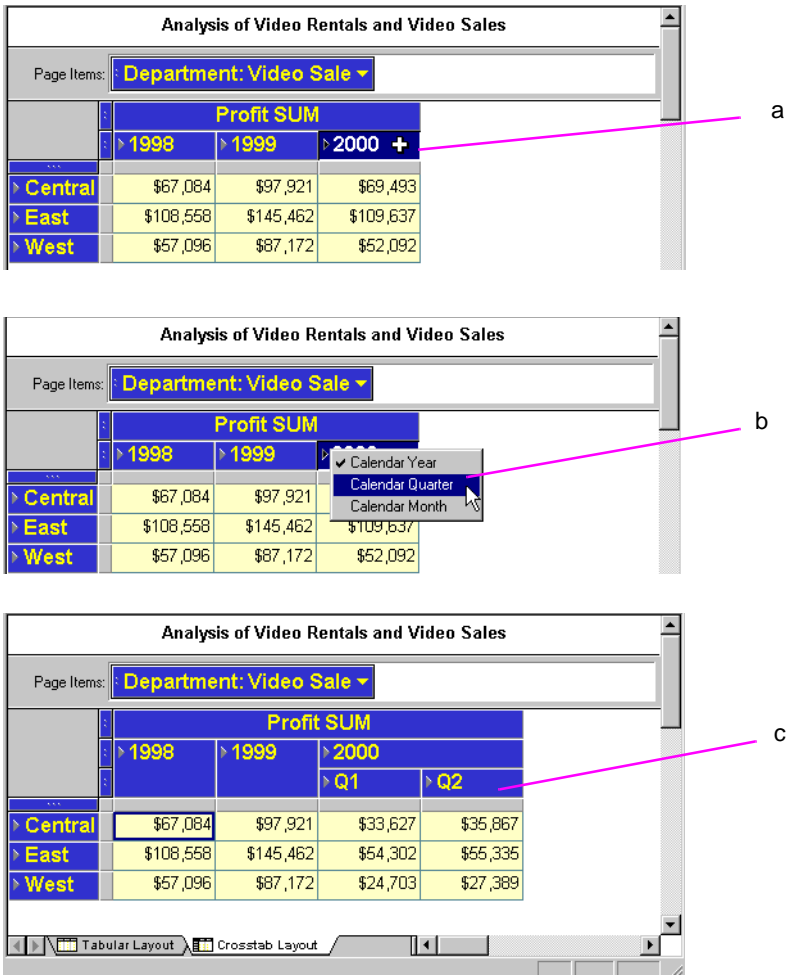 Analysis of Video Rentals and Video Sales
Page Items: Department: Video Sale
Profit SUM
1998 1999 2000
a
Central $67,084 $97,921 $69,493
East $108,558 $145,462 $109,637
West $57,096 $87,172 $52,092
Analysis of Video Rentals and Video Sales
Page Items: Department: Video Sale
Profit SUM
b
1998 1999
Calendar Year
Calendar Quarter
Calendar Month
Central $67,084 $97,921
East $108,558 $145,462 $109,637
West $57,096 $87,172 $52,092
Analysis of Video Rentals and Video Sales
Page Items: Department: Video Sale
Profit SUM
c
1998 1999 2000
Q1 Q2
Central $67,084 $97,921 $33,627 $35,867
East $108,558 $145,462 $54,302 $55,335
West $57,096 $87,172 $24,703 $27,389
Tabular Layout Crosstab Layout